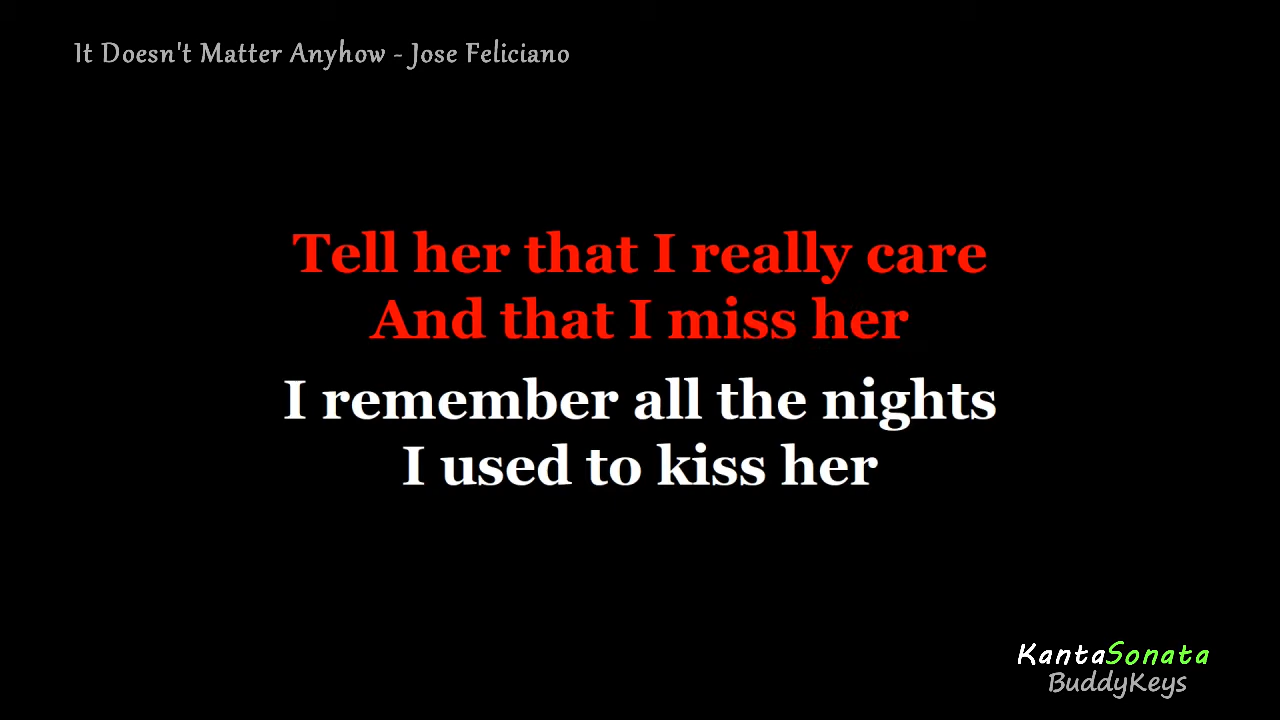 It Doesn't Matter Anyhow - Jose Feliciano
Tell her that I really care
And that I miss her
I remember all the nights
I used to kiss her
KantaSonata
BuddyKeys